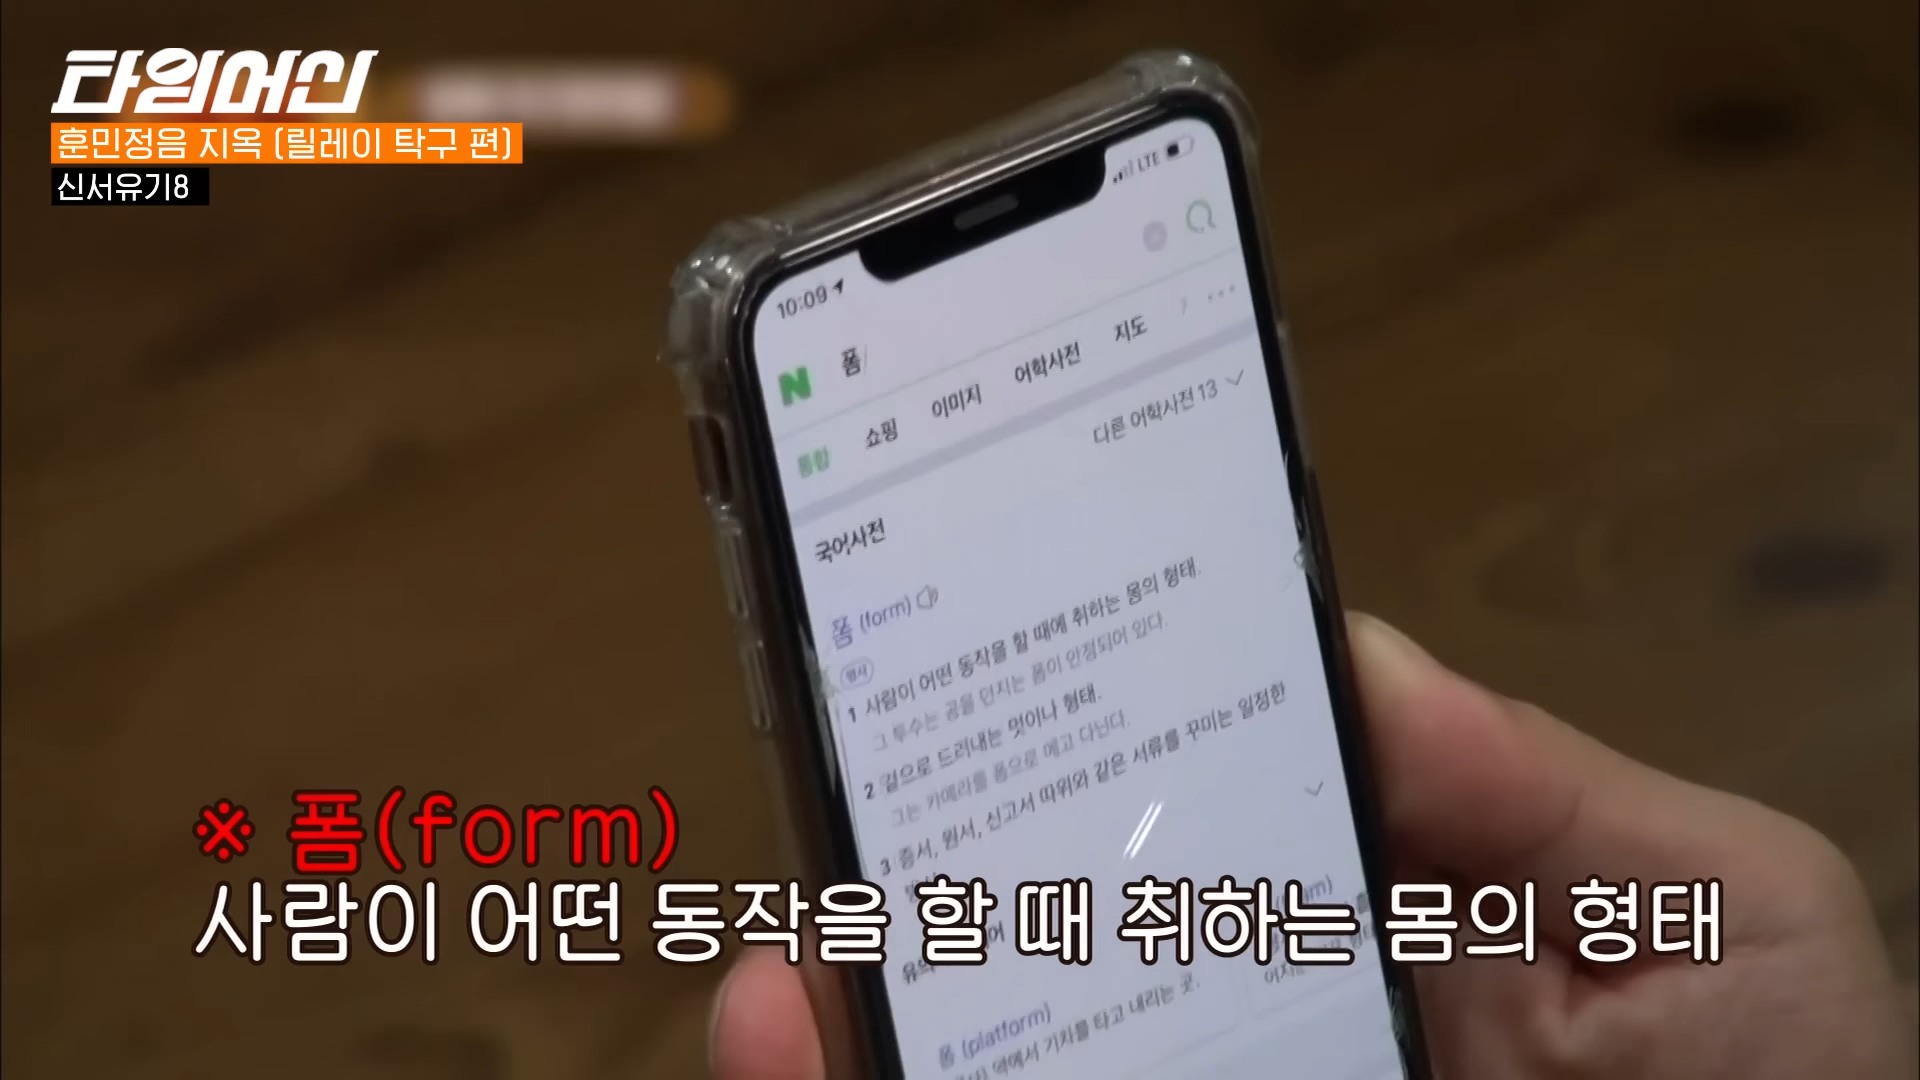 타임머신
훈민정음 지옥 (릴레이 탁구 편)
신서유기8
10:09
LTE
N 폼
통합 쇼핑 이미지 어학사전 지도
다른 어학사전 13
국어사전
폼 (form)
명사
1 사람이 어떤 동작을 할 때에 취하는 몸의 형태.
그 투수는 공을 던지는 폼이 안정되어 있다.
2 겉으로 드러내는 멋이나 형태.
그는 카메라를 폼으로 메고 다닌다.
3 증서, 원서, 신고서 따위와 같은 서류를 꾸미는 일정한
※ 폼(form)
사람이 어떤 동작을 할 때 취하는 몸의 형태
폼 (platform)
역에서 기차를 타고 내리는 곳.